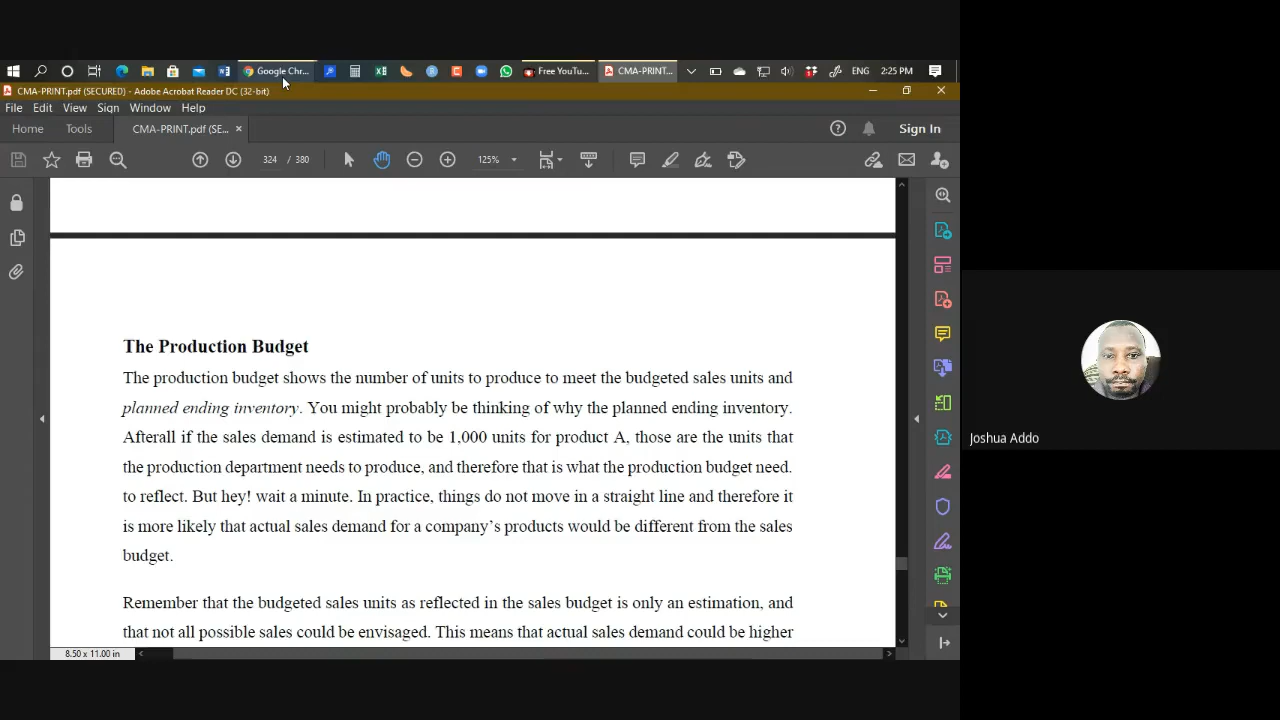 Google Chr...
Free YouTu...
CMA-PRINT...
ENG
2:25 PM
CMA-PRINT.pdf (SECURED) - Adobe Acrobat Reader DC (32-bit)
File Edit View Sign Window Help
Home Tools CMA-PRINT.pdf (SE... × Sign In
324 / 380 125%
The Production Budget
The production budget shows the number of units to produce to meet the budgeted sales units and
planned ending inventory. You might probably be thinking of why the planned ending inventory.
Afterall if the sales demand is estimated to be 1,000 units for product A, those are the units that
the production department needs to produce, and therefore that is what the production budget need.
to reflect. But hey! wait a minute. In practice, things do not move in a straight line and therefore it
is more likely that actual sales demand for a company's products would be different from the sales
budget.
Remember that the budgeted sales units as reflected in the sales budget is only an estimation, and
that not all possible sales could be envisaged. This means that actual sales demand could be higher
8.50 x 11.00 in
Joshua Addo